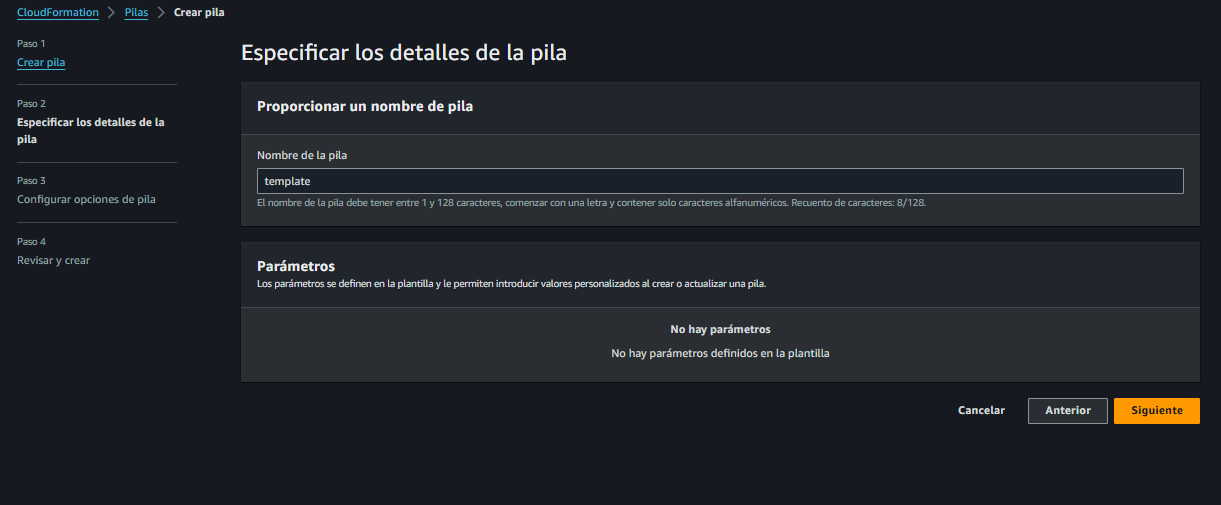 CloudFormation > Pilas > Crear pila
Paso 1
Crear pila
Paso 2
Especificar los detalles de la
pila
Paso 3
Configurar opciones de pila
Paso 4
Revisar y crear
Especificar los detalles de la pila
Proporcionar un nombre de pila
Nombre de la pila
template
El nombre de la pila debe tener entre 1 y 128 caracteres, comenzar con una letra y contener solo caracteres alfanuméricos. Recuento de caracteres: 8/128.
Parámetros
Los parámetros se definen en la plantilla y le permiten introducir valores personalizados al crear o actualizar una pila.
No hay parámetros
No hay parámetros definidos en la plantilla
Cancelar Anterior Siguiente